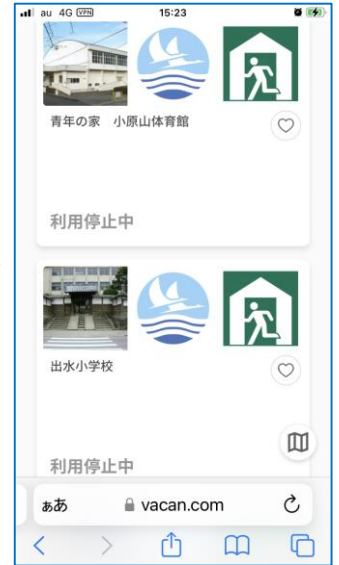 au 4G VPN 15:23
青年の家 小原山体育館
利用停止中
出水小学校
利用停止中
ぁあ vacan.com